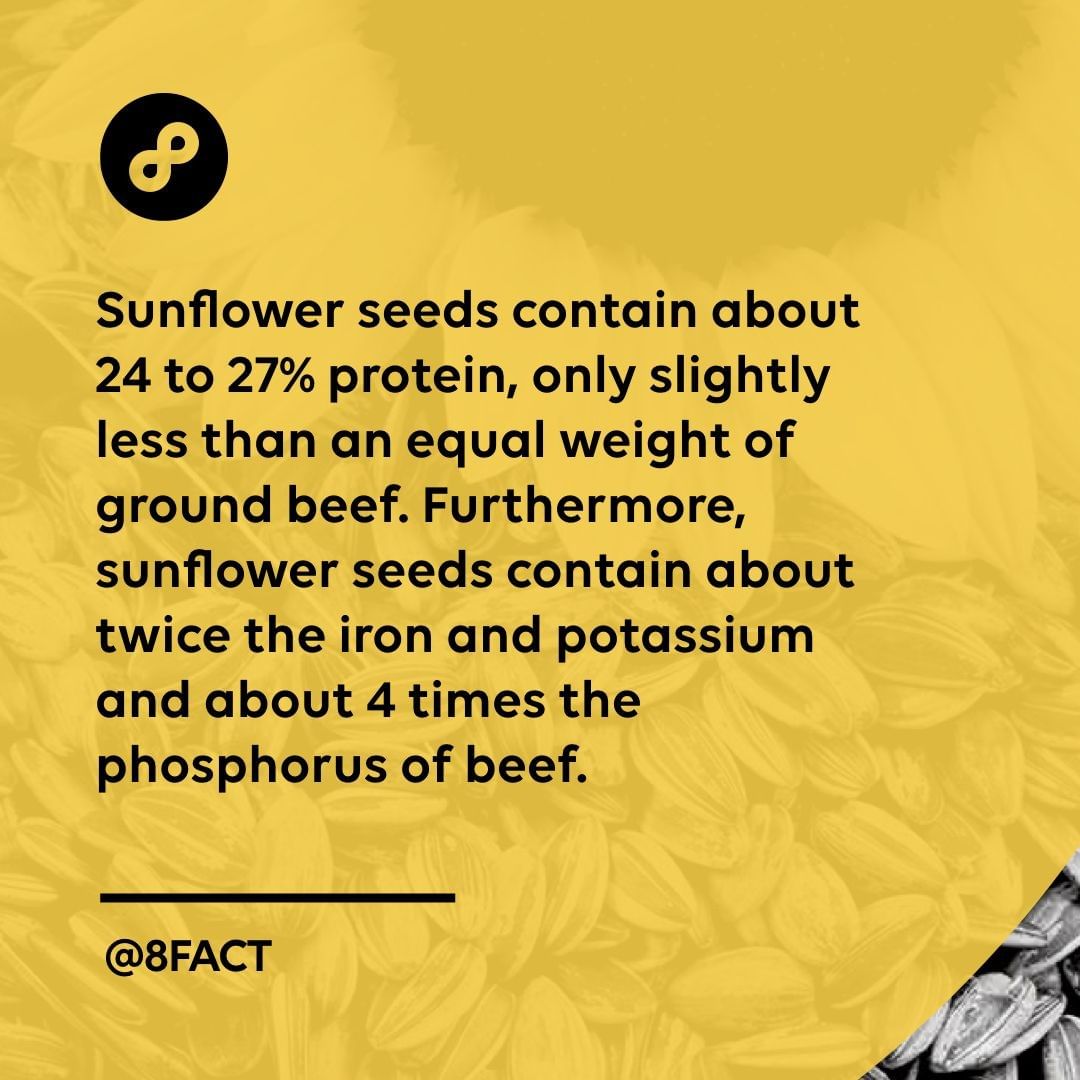 Sunflower seeds contain about
24 to 27% protein, only slightly
less than an equal weight of
ground beef. Furthermore,
sunflower seeds contain about
twice the iron and potassium
and about 4 times the
phosphorus of beef.
@8FACT